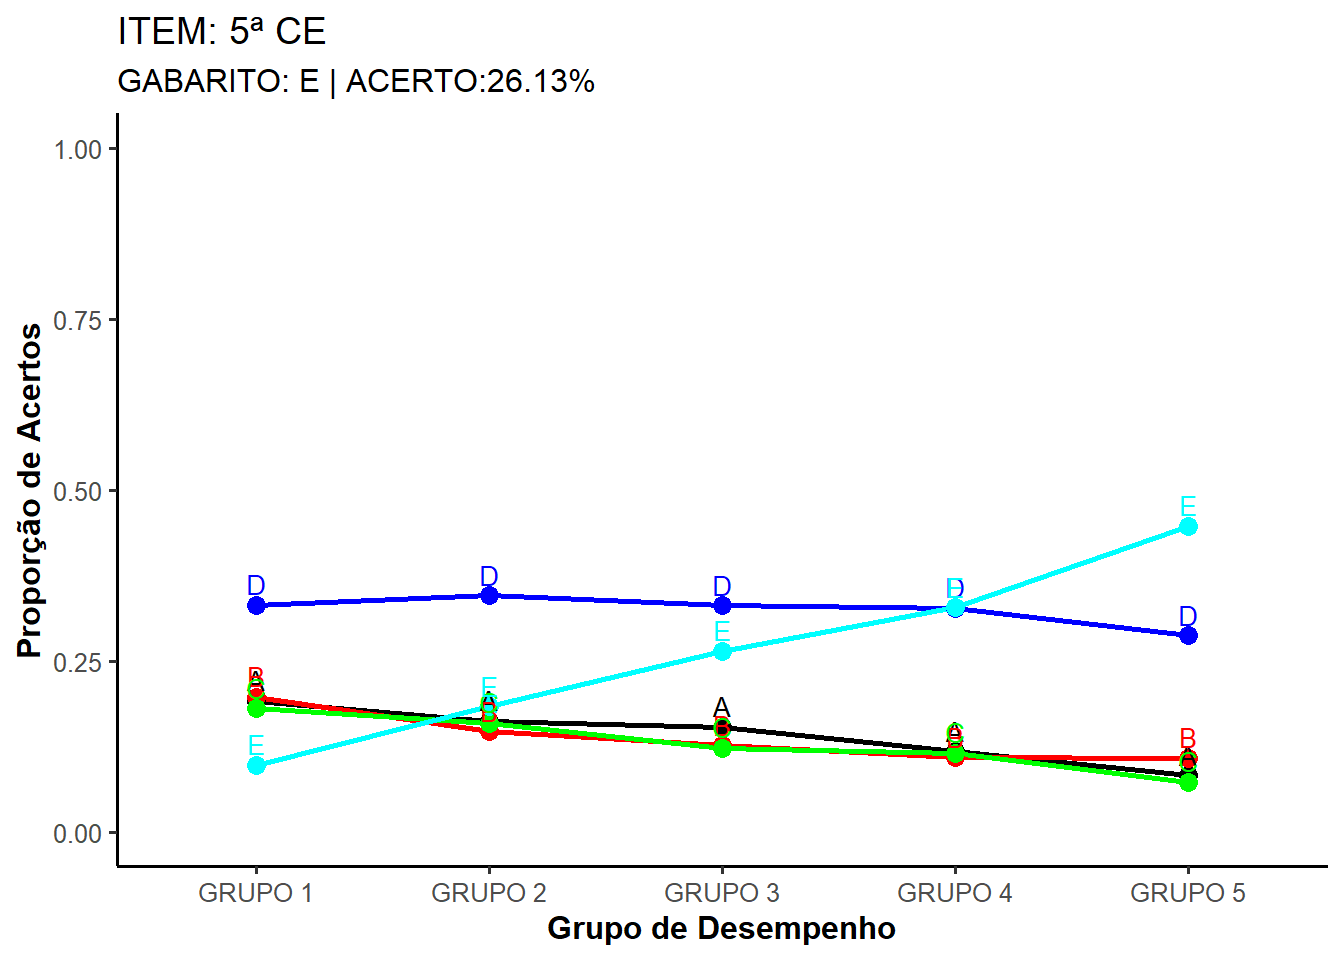 ITEM: 5ª CE
GABARITO: E | ACERTO:26.13%
Proporção de Acertos
1.00
0.75
0.50
0.25
0.00
D
D
D
D
D
E
E
E
E
E
A
A
A
A
A
B
B
B
B
B
C
C
C
C
C
GRUPO 1 GRUPO 2 GRUPO 3 GRUPO 4 GRUPO 5
Grupo de Desempenho